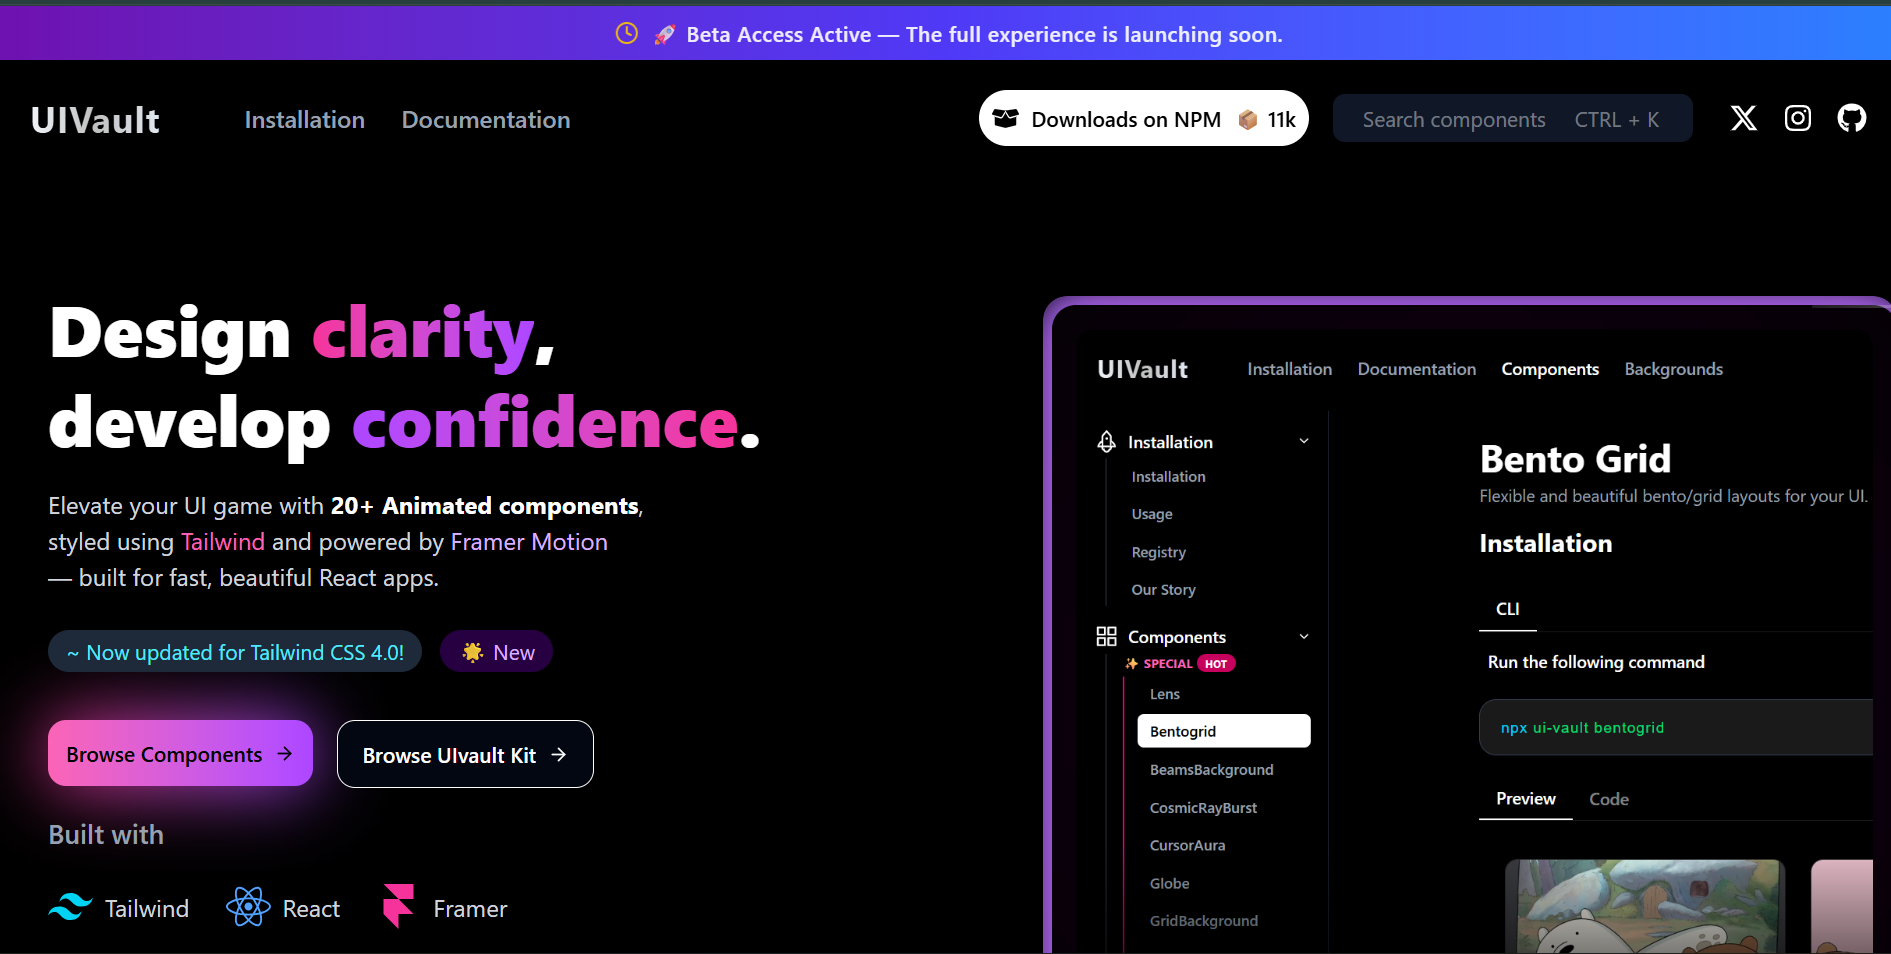 🚀 Beta Access Active — The full experience is launching soon.
UIVault
Installation
Documentation
Downloads on NPM 📦 11k
Search components CTRL + K
Design clarity,
develop confidence.
Elevate your UI game with 20+ Animated components,
styled using Tailwind and powered by Framer Motion
— built for fast, beautiful React apps.
~ Now updated for Tailwind CSS 4.0!
🌟 New
Browse Components →
Browse UIvault Kit →
Built with
Tailwind
React
Framer
UIVault
Installation
Documentation
Components
Backgrounds
Installation
Installation
Usage
Registry
Our Story
Components
✨ SPECIAL HOT
Lens
Bentogrid
BeamsBackground
CosmicRayBurst
CursorAura
Globe
GridBackground
Bento Grid
Flexible and beautiful bento/grid layouts for your UI.
Installation
CLI
Run the following command
npx ui-vault bentogrid
Preview
Code